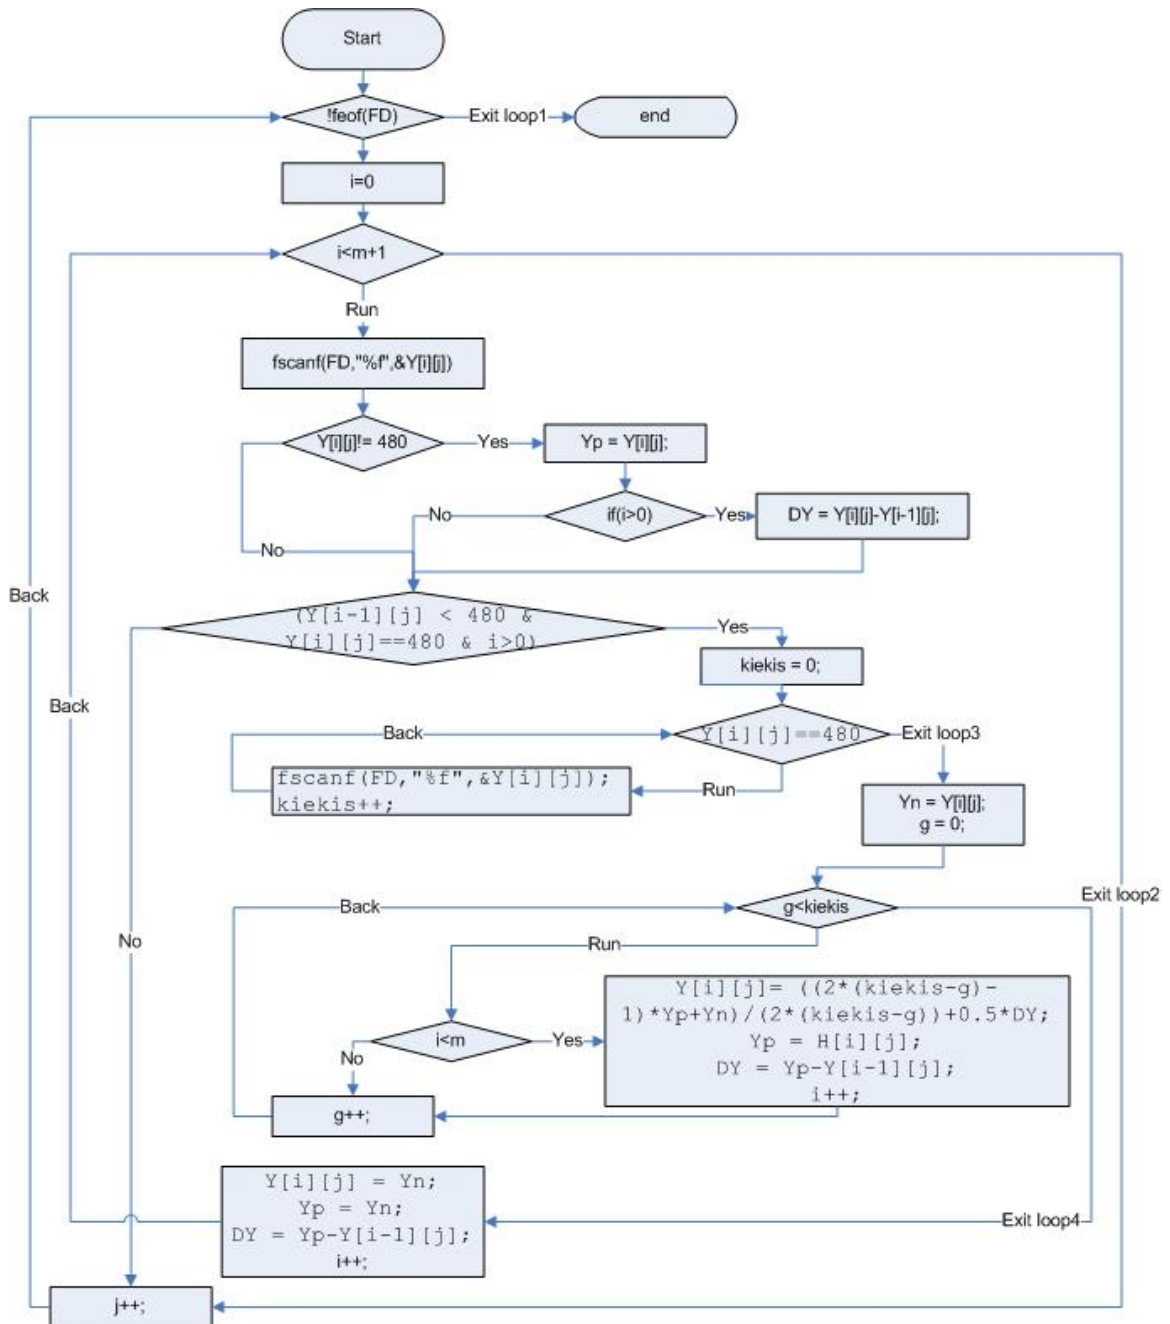 Start
!feof(FD)
Exit loop1
end
i=0
i<m+1
Run
fscanf(FD,"%f",&Y[i][j])
Y[i][j]!= 480
Yes
Yp = Y[i][j];
No
if(i>0)
Yes
DY = Y[i][j]-Y[i-1][j];
No
Back
(Y[i-1][j] < 480 &
Y[i][j]==480 & i>0)
Yes
kiekis = 0;
Back
Back
Y[i][j]==480
Exit loop3
fscanf(FD,"%f",&Y[i][j]);
kiekis++;
Run
Yn = Y[i][j];
g = 0;
Exit loop2
Back
g<kiekis
No
Run
Y[i][j]= ((2*(kiekis-g)-
1)*Yp+Yn)/(2*(kiekis-g))+0.5*DY;
Yp = H[i][j];
DY = Yp-Y[i-1][j];
i++;
i<m
Yes
No
g++;
Y[i][j] = Yn;
Yp = Yn;
DY = Yp-Y[i-1][j];
i++;
Exit loop4
j++;